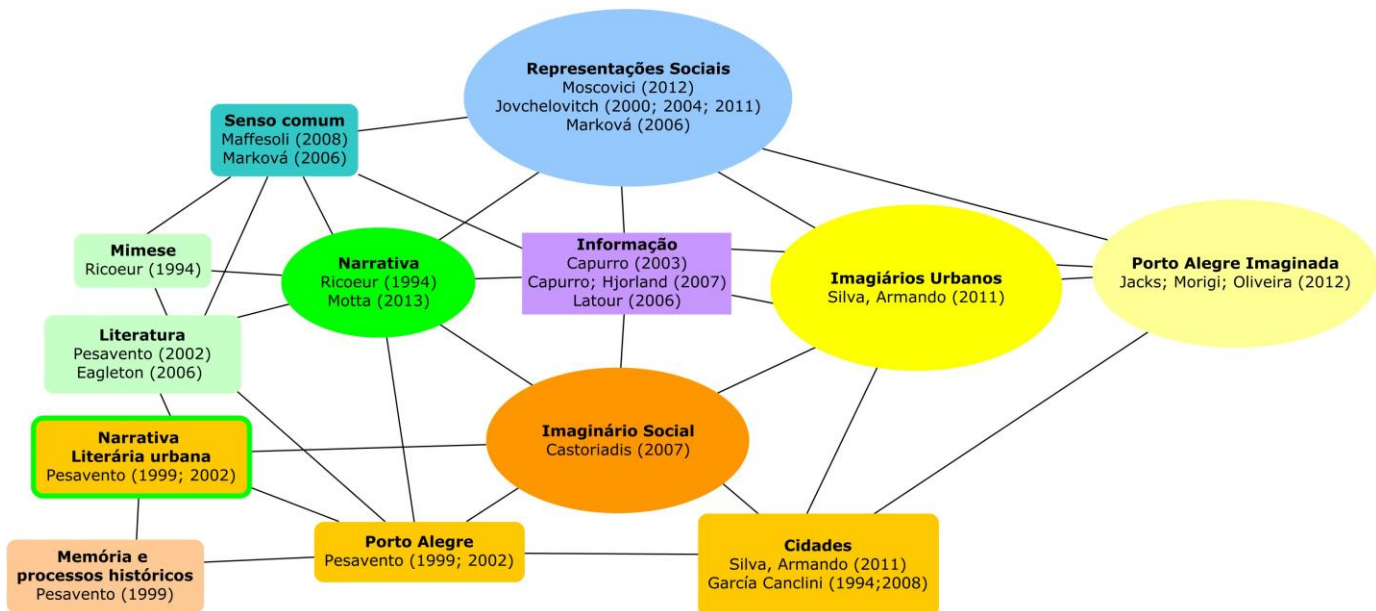 Representações Sociais
Moscovici (2012)
Jovchelovitch (2000; 2004; 2011)
Marková (2006)
Senso comum
Maffesoli (2008)
Marková (2006)
Mimese
Ricoeur (1994)
Narrativa
Ricoeur (1994)
Motta (2013)
Informação
Capurro (2003)
Capurro; Hjorland (2007)
Latour (2006)
Imagiários Urbanos
Silva, Armando (2011)
Porto Alegre Imaginada
Jacks; Morigi; Oliveira (2012)
Literatura
Pesavento (2002)
Eagleton (2006)
Narrativa
Literária urbana
Pesavento (1999; 2002)
Imaginário Social
Castoriadis (2007)
Memória e
processos históricos
Pesavento (1999)
Porto Alegre
Pesavento (1999; 2002)
Cidades
Silva, Armando (2011)
García Canclini (1994;2008)